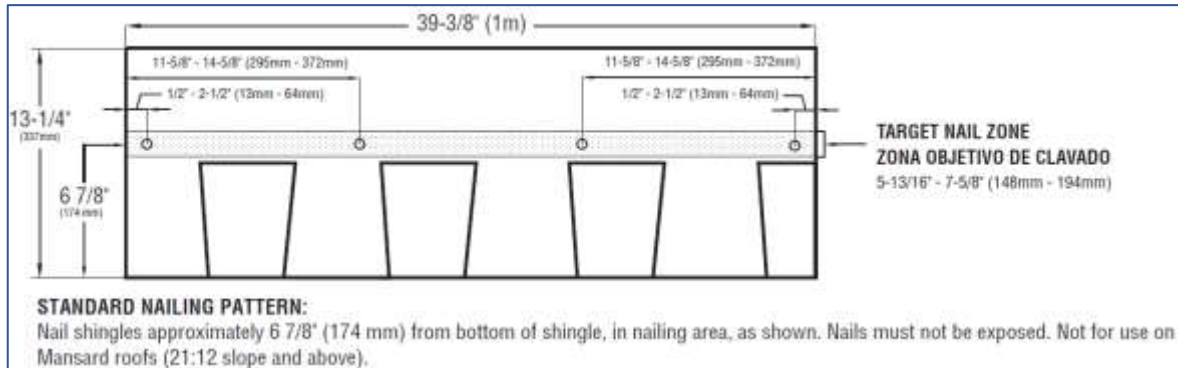 39-3/8" (1m)
11-5/8" - 14-5/8" (295mm - 372mm)
11-5/8" - 14-5/8" (295mm - 372mm)
1/2" - 2-1/2" (13mm - 64mm)
1/2" - 2-1/2" (13mm - 64mm)
13-1/4"
(337mm)
TARGET NAIL ZONE
ZONA OBJETIVO DE CLAVADO
5-13/16" - 7-5/8" (148mm - 194mm)
6 7/8"
(174 mm)
STANDARD NAILING PATTERN:
Nail shingles approximately 6 7/8" (174 mm) from bottom of shingle, in nailing area, as shown. Nails must not be exposed. Not for use on
Mansard roofs (21:12 slope and above).